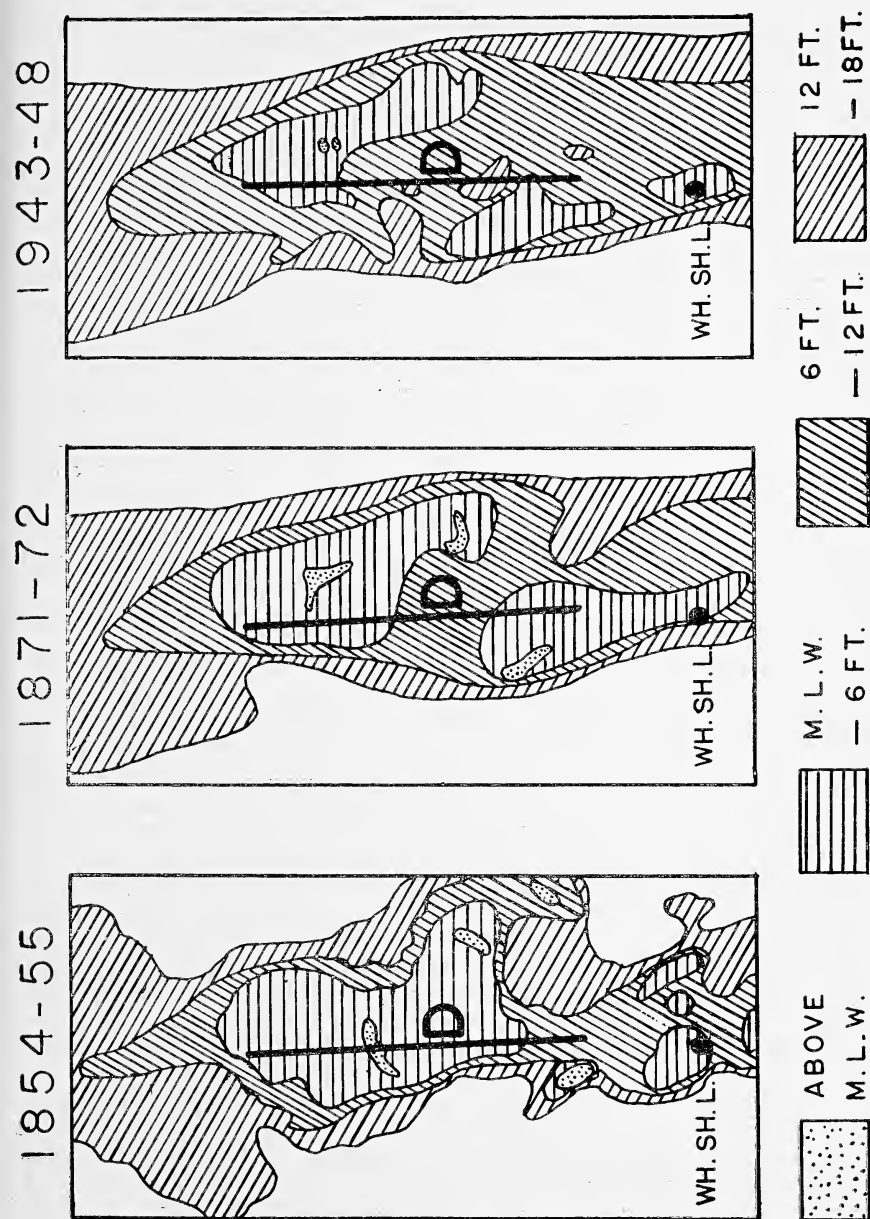 1854-55
1871-72
1943-48
D
D
D
WH. SH. L.
WH. SH. L.
WH. SH. L.
ABOVE
M. L. W.
M. L. W.
— 6 FT.
6 FT.
— 12 FT.
12 FT.
— 18 FT.